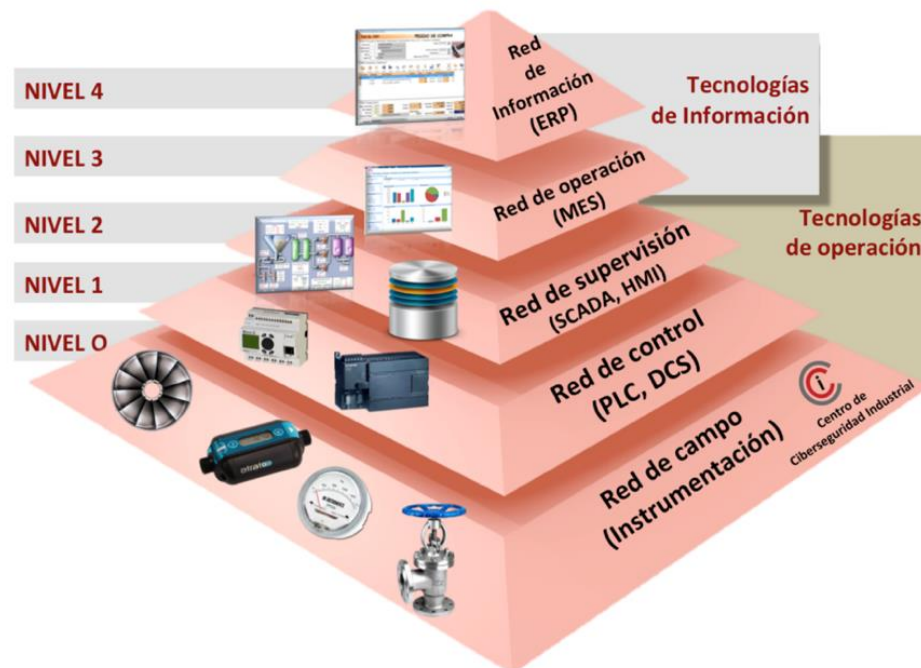 NIVEL 4
NIVEL 3
NIVEL 2
NIVEL 1
NIVEL O
Red
de
Información
(ERP)
Red de operación
(MES)
Red de supervisión
(SCADA, HMI)
Red de control
(PLC, DCS)
Red de campo
(Instrumentación)
Tecnologías
de Información
Tecnologías
de operación
Centro de
Ciberseguridad Industrial